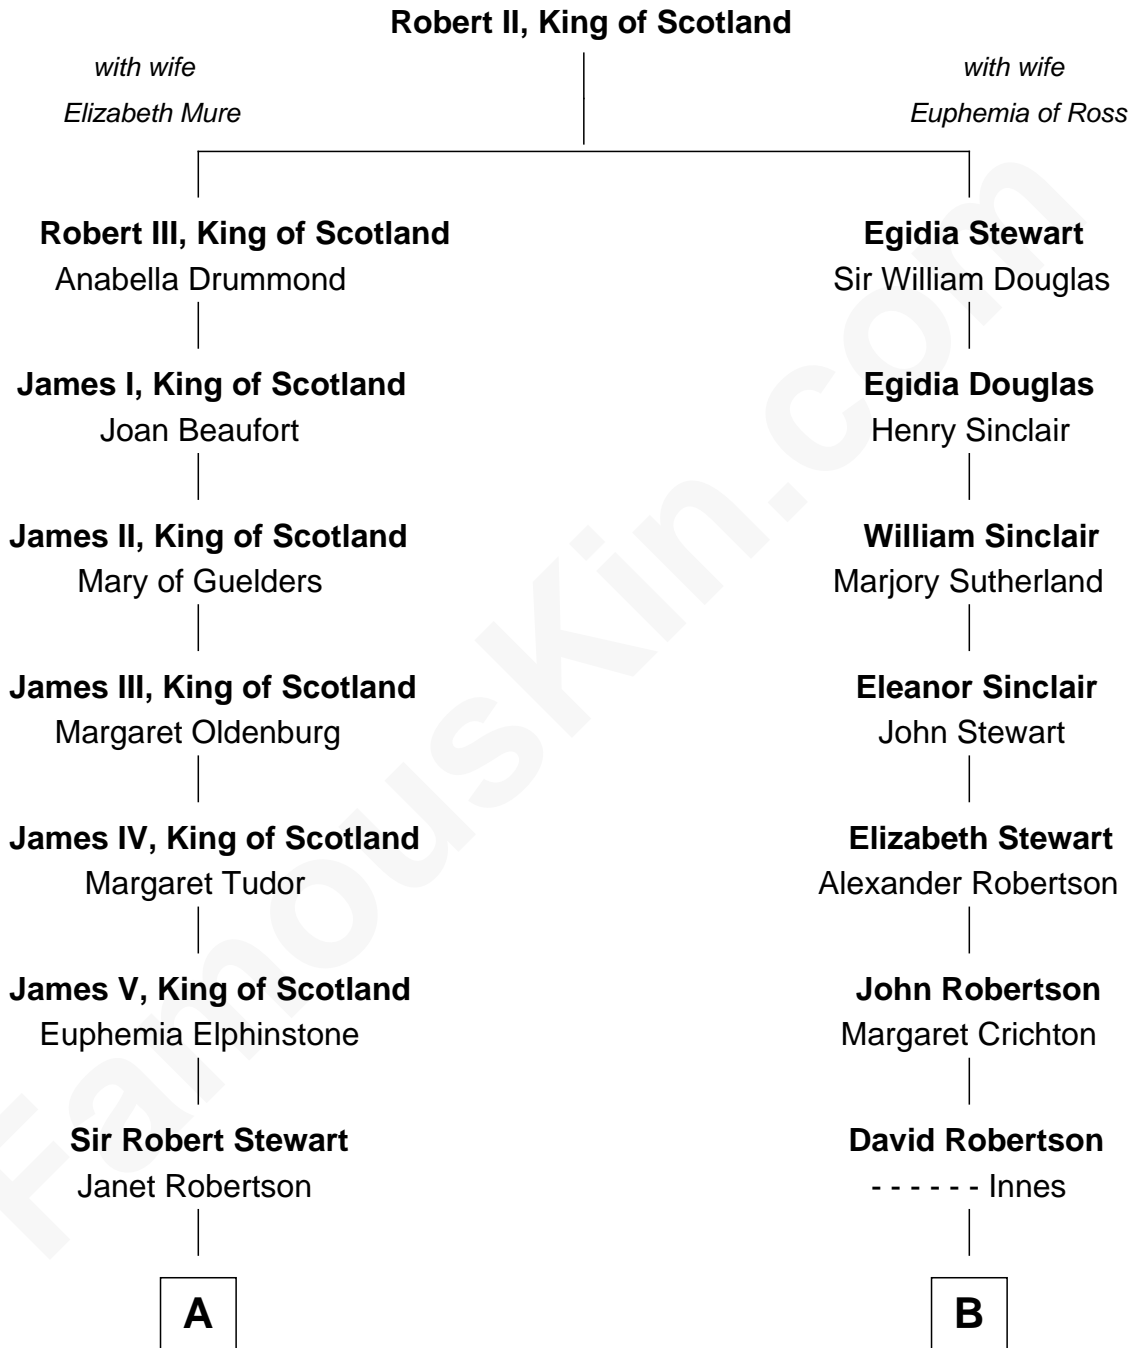 Robert II, King of Scotland
with wife
Elizabeth Mure
with wife
Euphemia of Ross
Robert III, King of Scotland
Anabella Drummond
Egidia Stewart
Sir William Douglas
James I, King of Scotland
Joan Beaufort
Egidia Douglas
Henry Sinclair
James II, King of Scotland
Mary of Guelders
William Sinclair
Marjory Sutherland
James III, King of Scotland
Margaret Oldenburg
Eleanor Sinclair
John Stewart
James IV, King of Scotland
Margaret Tudor
Elizabeth Stewart
Alexander Robertson
James V, King of Scotland
Euphemia Elphinstone
John Robertson
Margaret Crichton
Sir Robert Stewart
Janet Robertson
David Robertson
- - - - - - Innes
A
B
FamousKin.com